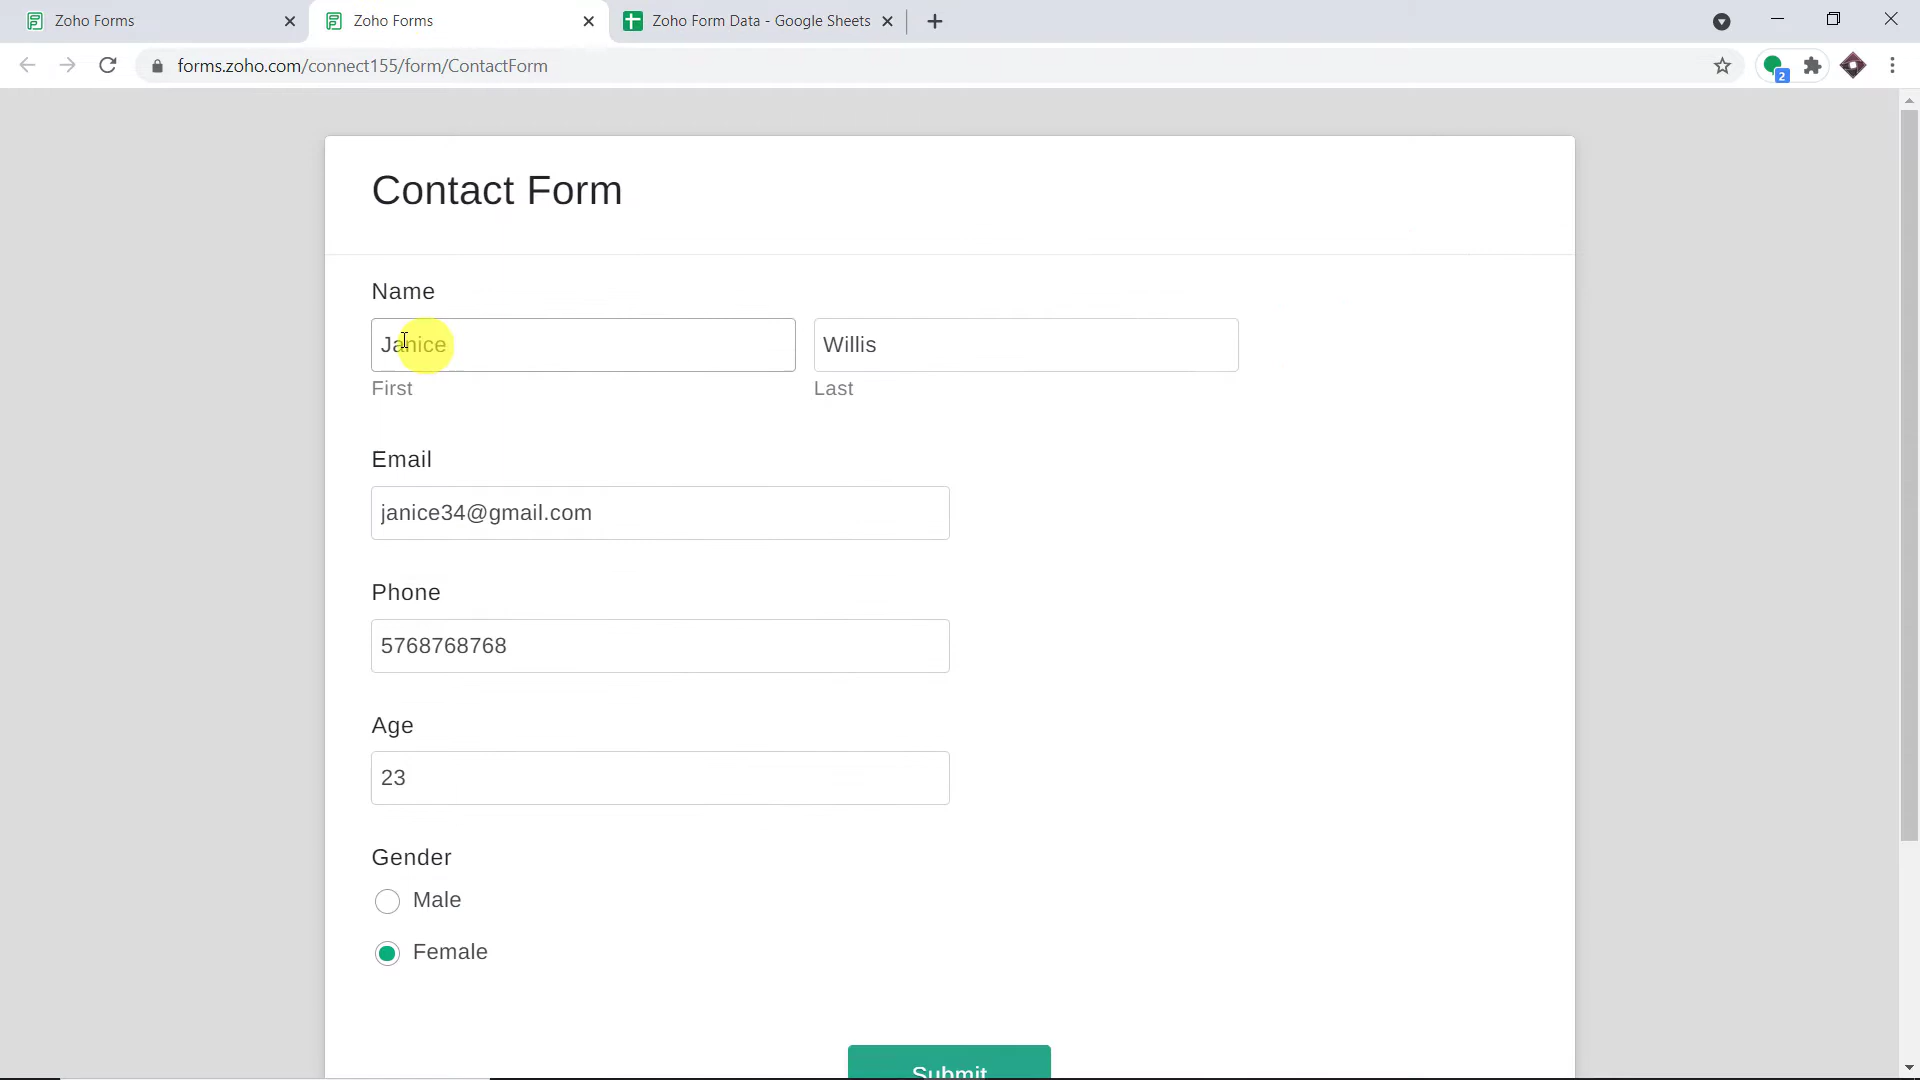 Zoho Forms
Zoho Forms
Zoho Form Data - Google Sheets
forms.zoho.com/connect155/form/ContactForm
2
Contact Form
Name
Janice
Willis
First
Last
Email
janice34@gmail.com
Phone
5768768768
Age
23
Gender
Male
Female
Submit